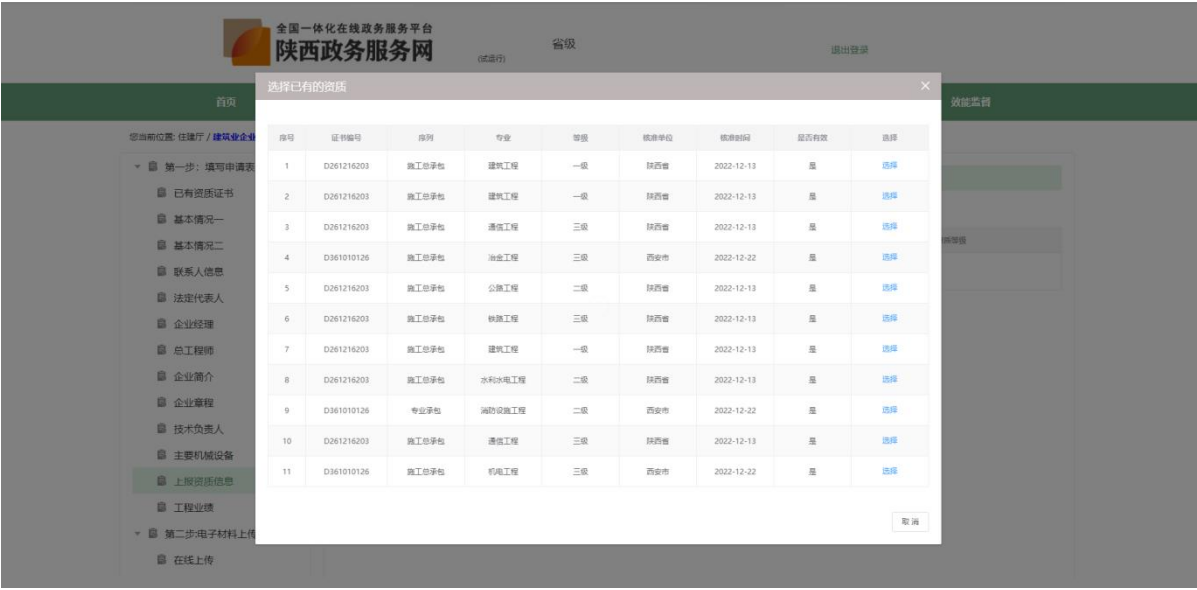 全国一体化在线政务服务平台
陕西政务服务网
(试运行)
省级
退出登录
首页
效能监督
您当前位置: 住建厅 / 建筑业企业
第一步：填写申请表
已有资质证书
基本情况一
基本情况二
联系人信息
法定代表人
企业经理
总工程师
企业简介
企业章程
技术负责人
主要机械设备
上报资质信息
工程业绩
第二步:电子材料上传
在线上传
选择已有的资质
序号 证书编号 序列 专业 等级 核准单位 核准时间 是否有效 选择
1 D261216203 施工总承包 建筑工程 一级 陕西省 2022-12-13 是 选择
2 D261216203 施工总承包 建筑工程 一级 陕西省 2022-12-13 是 选择
3 D261216203 施工总承包 通信工程 三级 陕西省 2022-12-13 是 选择
4 D361010126 施工总承包 冶金工程 三级 西安市 2022-12-22 是 选择
5 D261216203 施工总承包 公路工程 二级 陕西省 2022-12-13 是 选择
6 D261216203 施工总承包 铁路工程 三级 陕西省 2022-12-13 是 选择
7 D261216203 施工总承包 建筑工程 一级 陕西省 2022-12-13 是 选择
8 D261216203 施工总承包 水利水电工程 二级 陕西省 2022-12-13 是 选择
9 D361010126 专业承包 消防设施工程 二级 西安市 2022-12-22 是 选择
10 D261216203 施工总承包 通信工程 三级 陕西省 2022-12-13 是 选择
11 D361010126 施工总承包 机电工程 三级 西安市 2022-12-22 是 选择
取 消